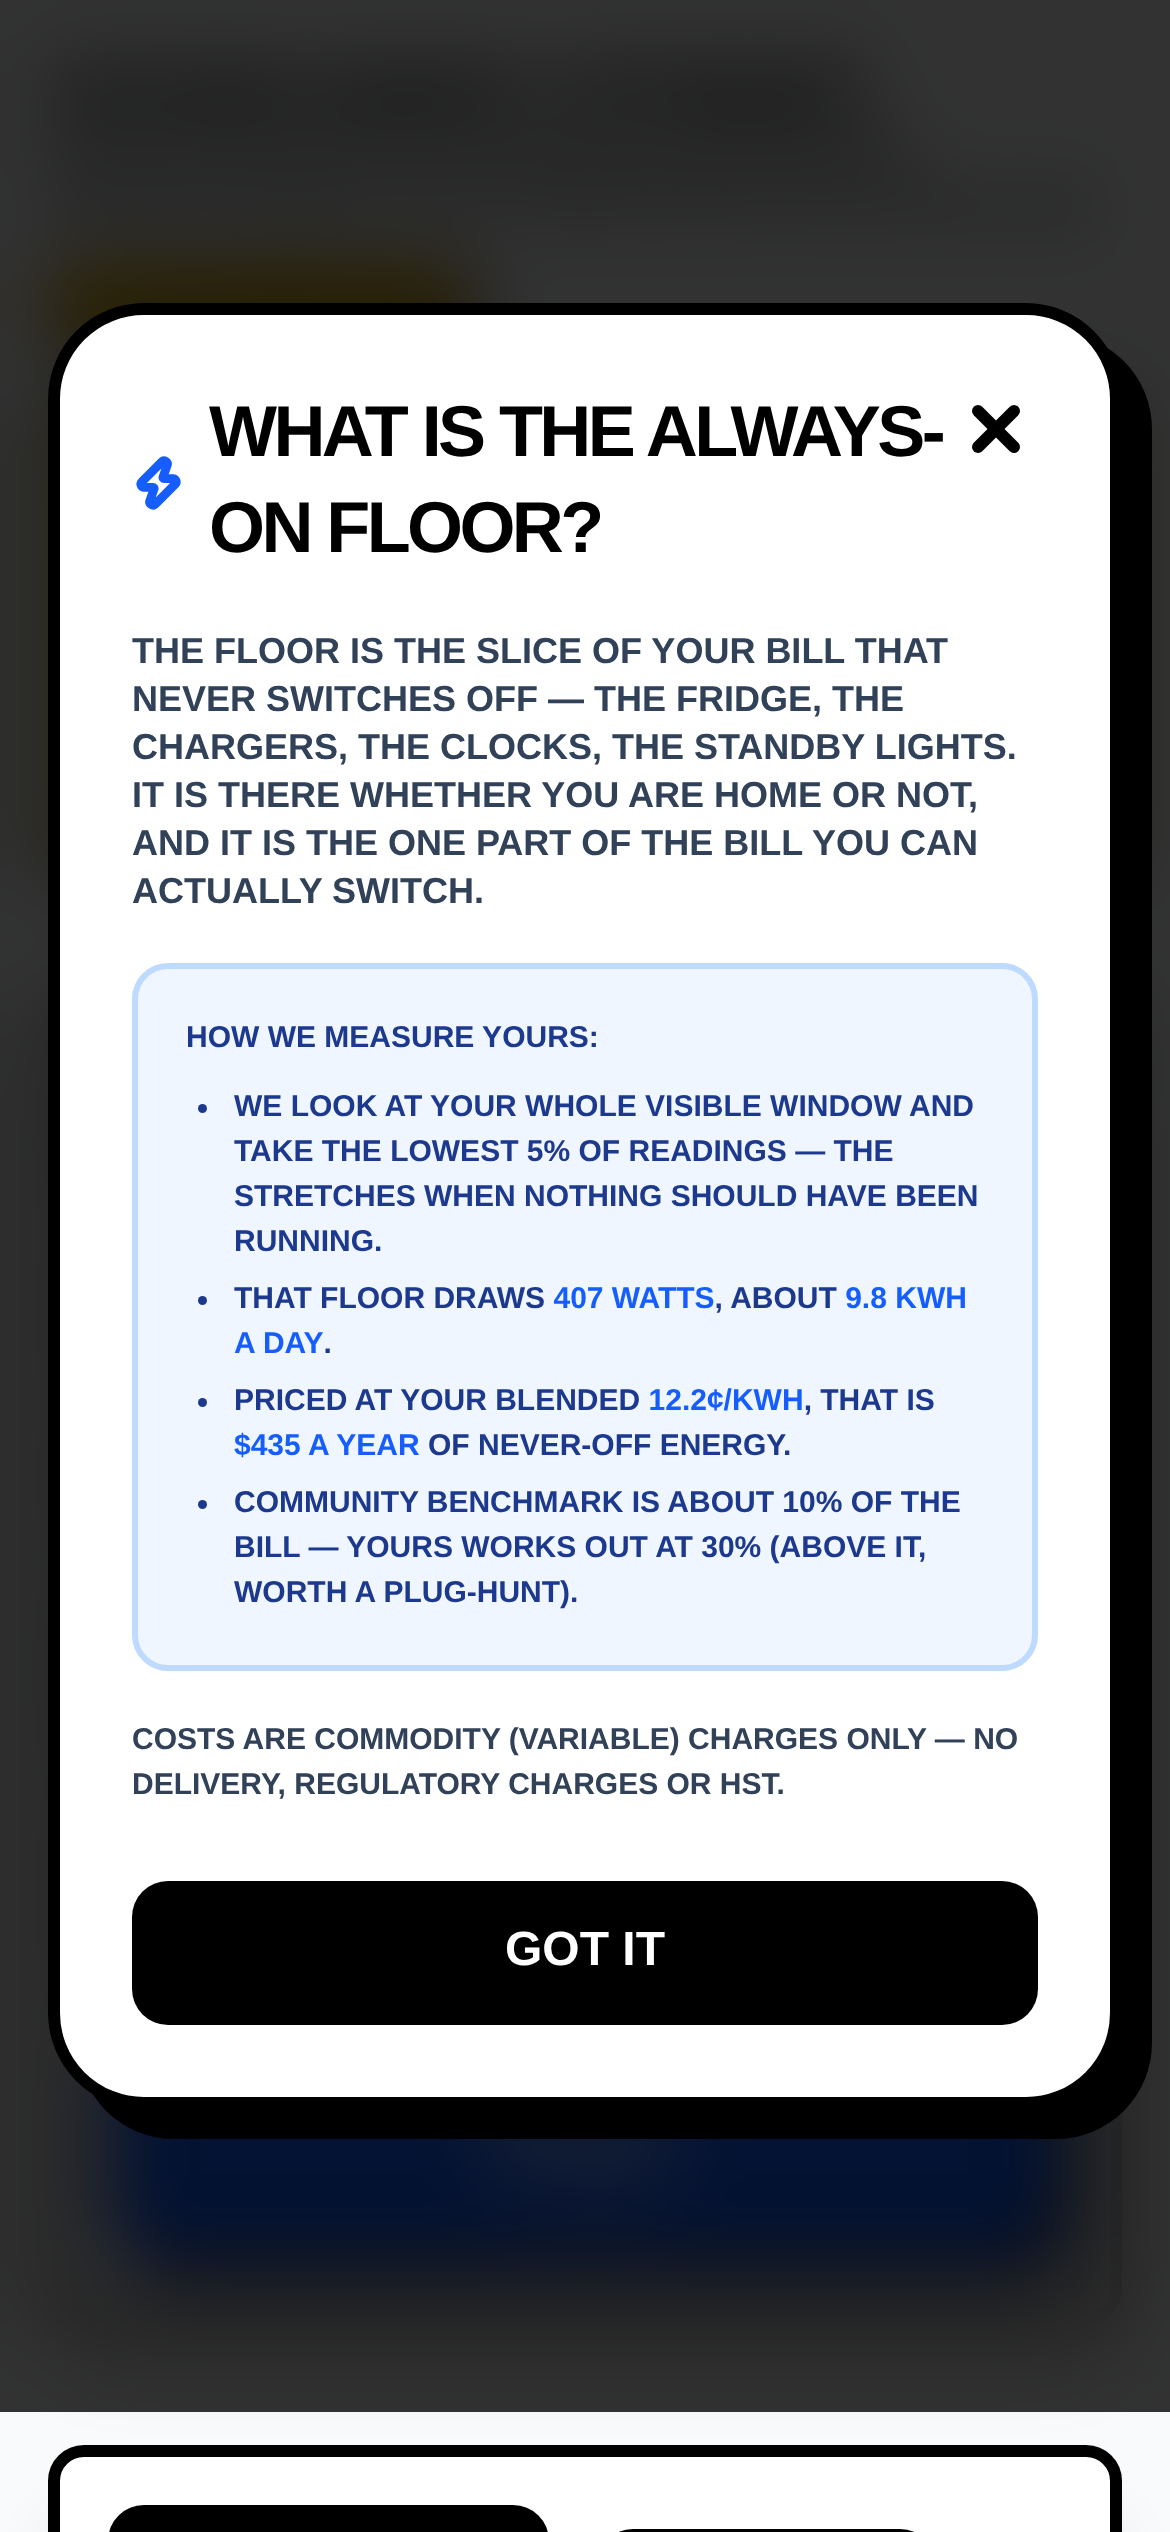 WHAT IS THE ALWAYS-
ON FLOOR?
THE FLOOR IS THE SLICE OF YOUR BILL THAT
NEVER SWITCHES OFF — THE FRIDGE, THE
CHARGERS, THE CLOCKS, THE STANDBY LIGHTS.
IT IS THERE WHETHER YOU ARE HOME OR NOT,
AND IT IS THE ONE PART OF THE BILL YOU CAN
ACTUALLY SWITCH.
HOW WE MEASURE YOURS:
• WE LOOK AT YOUR WHOLE VISIBLE WINDOW AND
TAKE THE LOWEST 5% OF READINGS — THE
STRETCHES WHEN NOTHING SHOULD HAVE BEEN
RUNNING.
• THAT FLOOR DRAWS 407 WATTS, ABOUT 9.8 KWH
A DAY.
• PRICED AT YOUR BLENDED 12.2¢/KWH, THAT IS
$435 A YEAR OF NEVER-OFF ENERGY.
• COMMUNITY BENCHMARK IS ABOUT 10% OF THE
BILL — YOURS WORKS OUT AT 30% (ABOVE IT,
WORTH A PLUG-HUNT).
COSTS ARE COMMODITY (VARIABLE) CHARGES ONLY — NO
DELIVERY, REGULATORY CHARGES OR HST.
GOT IT